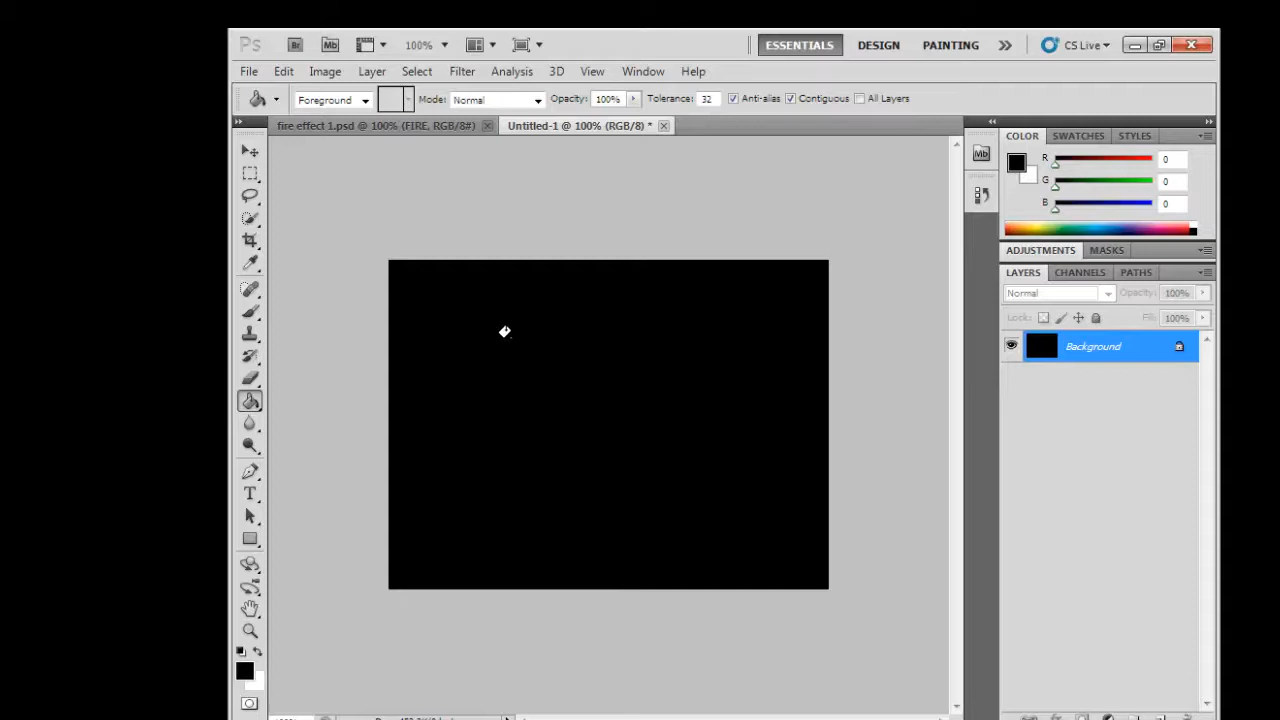 Ps Br Mb 100% ESSENTIALS DESIGN PAINTING CS Live
File Edit Image Layer Select Filter Analysis 3D View Window Help
Foreground Mode: Normal Opacity: 100% Tolerance: 32 Anti-alias Contiguous All Layers
fire effect 1.psd @ 100% (FIRE, RGB/8#) Untitled-1 @ 100% (RGB/8) *
COLOR SWATCHES STYLES
Mb
R 0
G 0
B 0
ADJUSTMENTS MASKS
LAYERS CHANNELS PATHS
Normal Opacity: 100%
Lock: Fill: 100%
Background
T